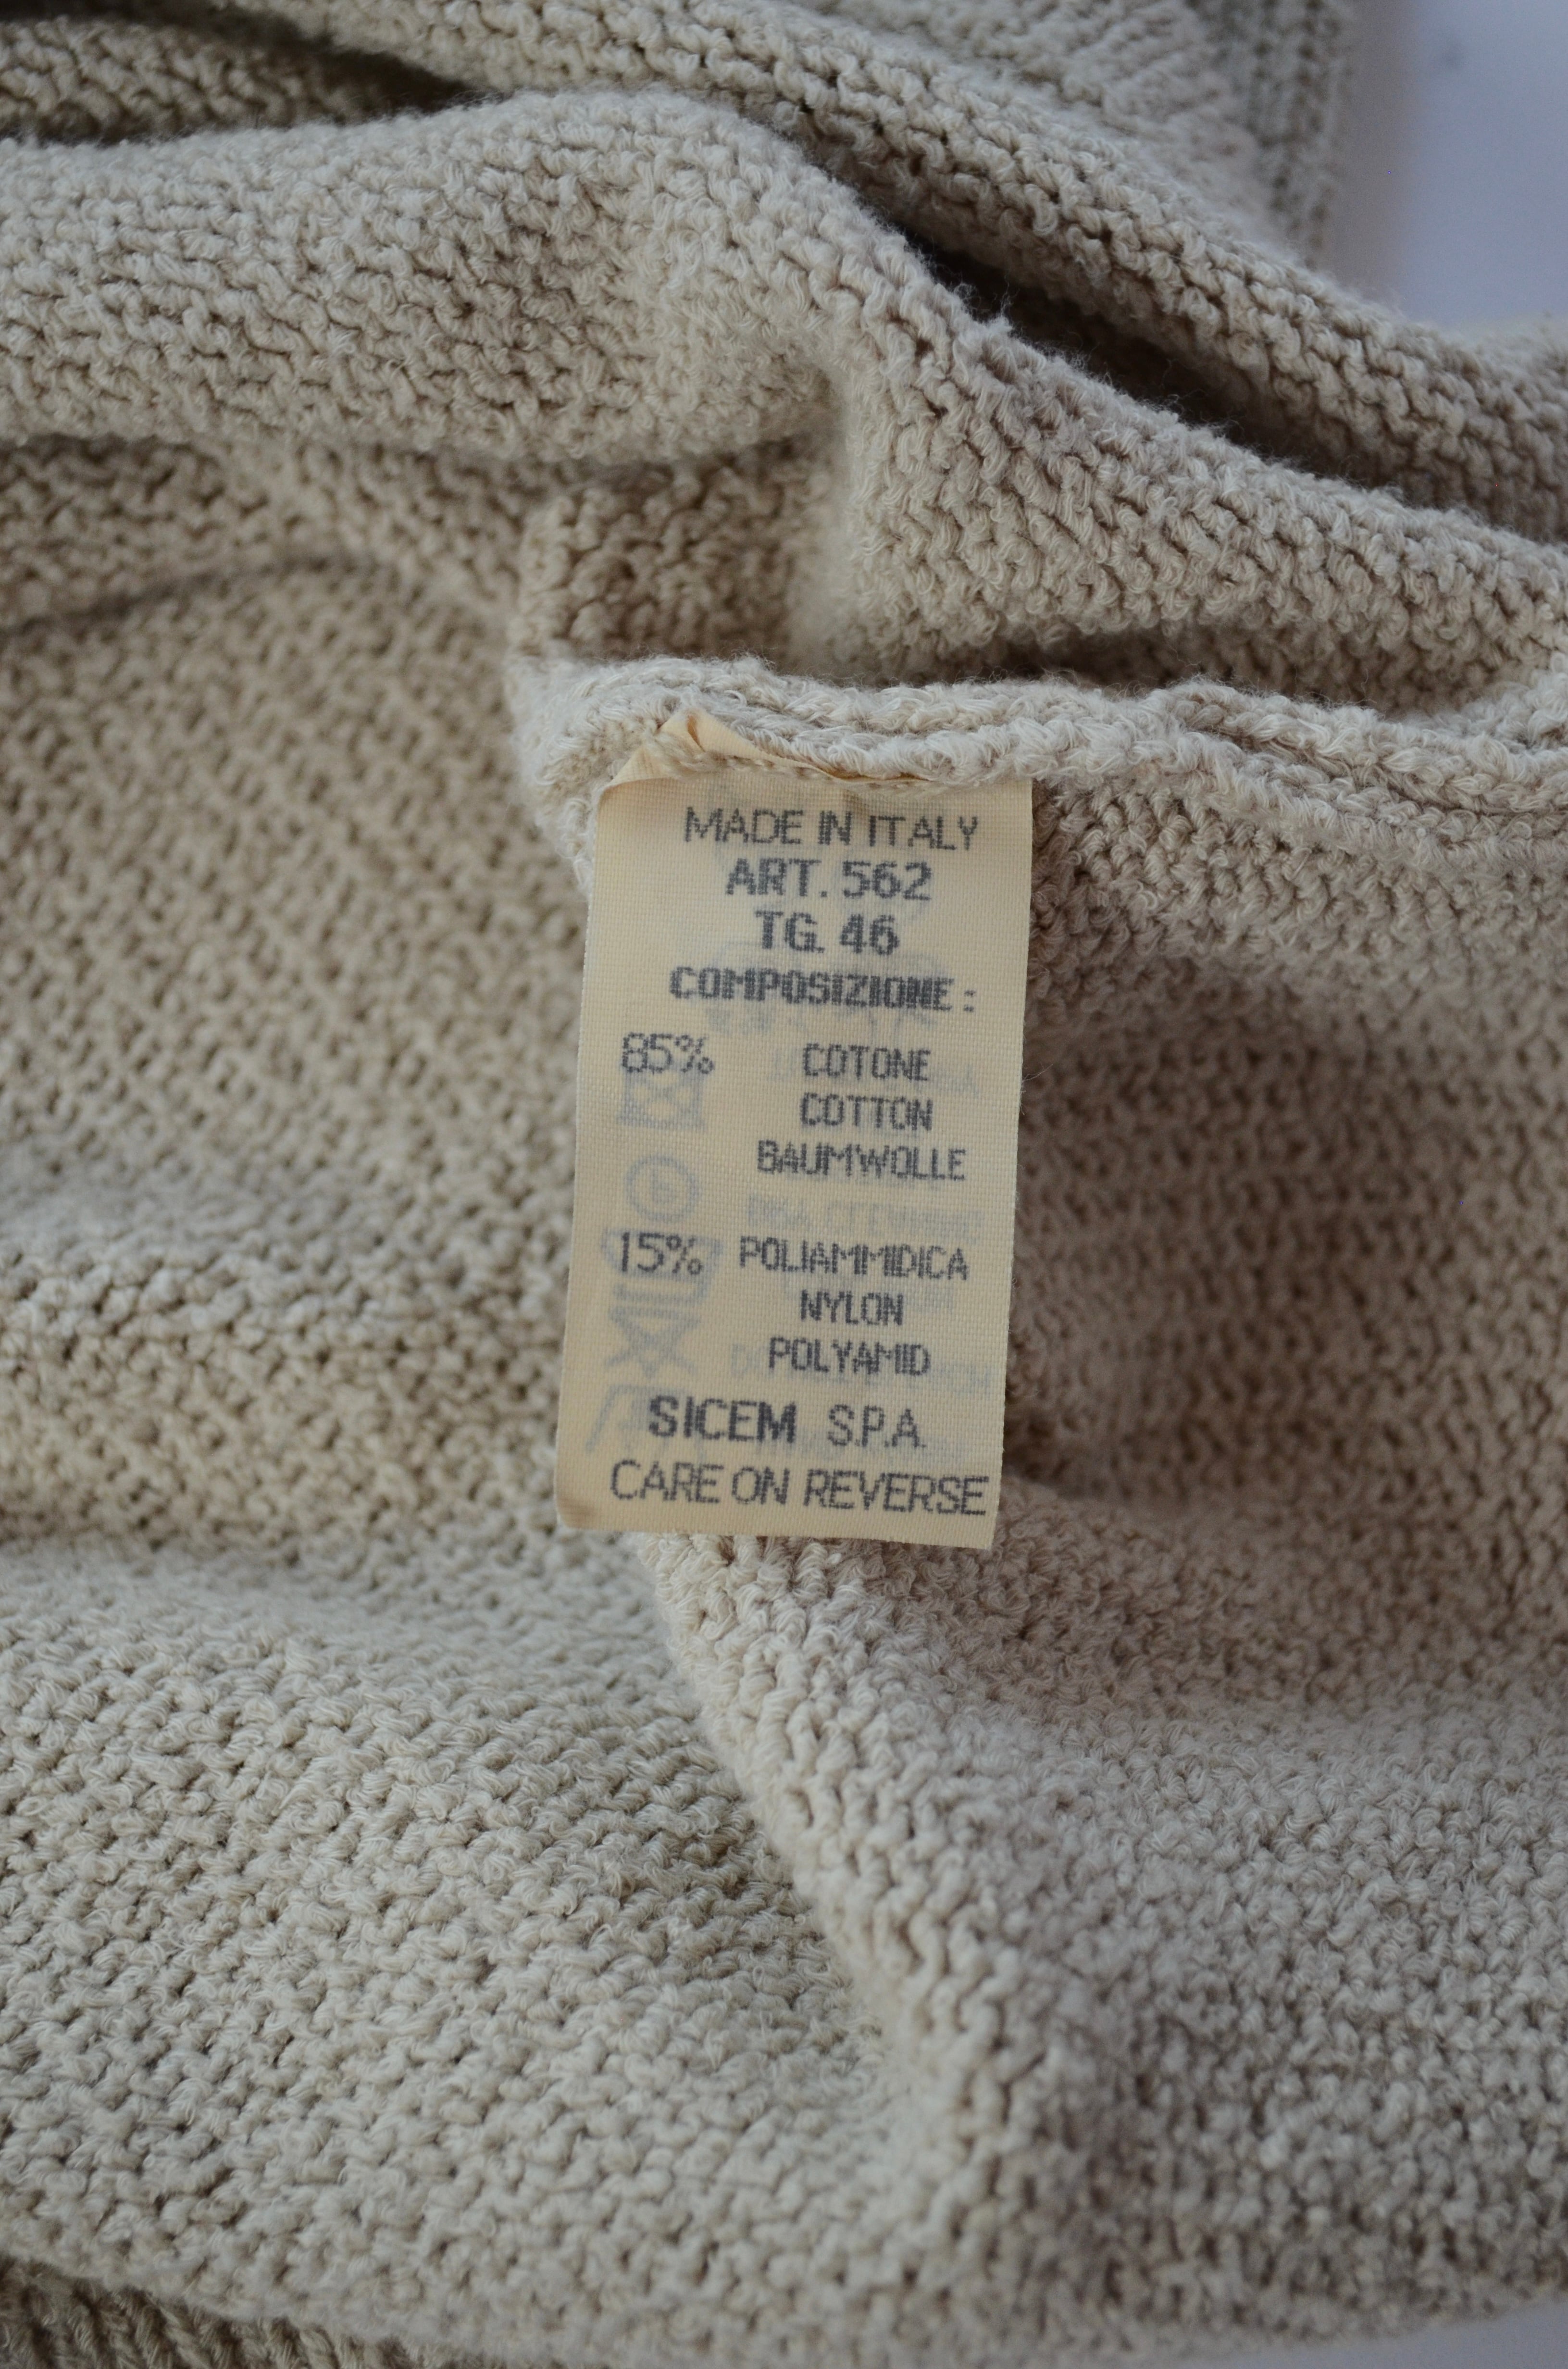 MADE IN ITALY
ART. 562
TG. 46
COMPOSIZIONE :
85% COTONE
COTTON
BAUMWOLLE
15% POLIAMMIDICA
NYLON
POLYAMID
SICEM S.P.A.
CARE ON REVERSE